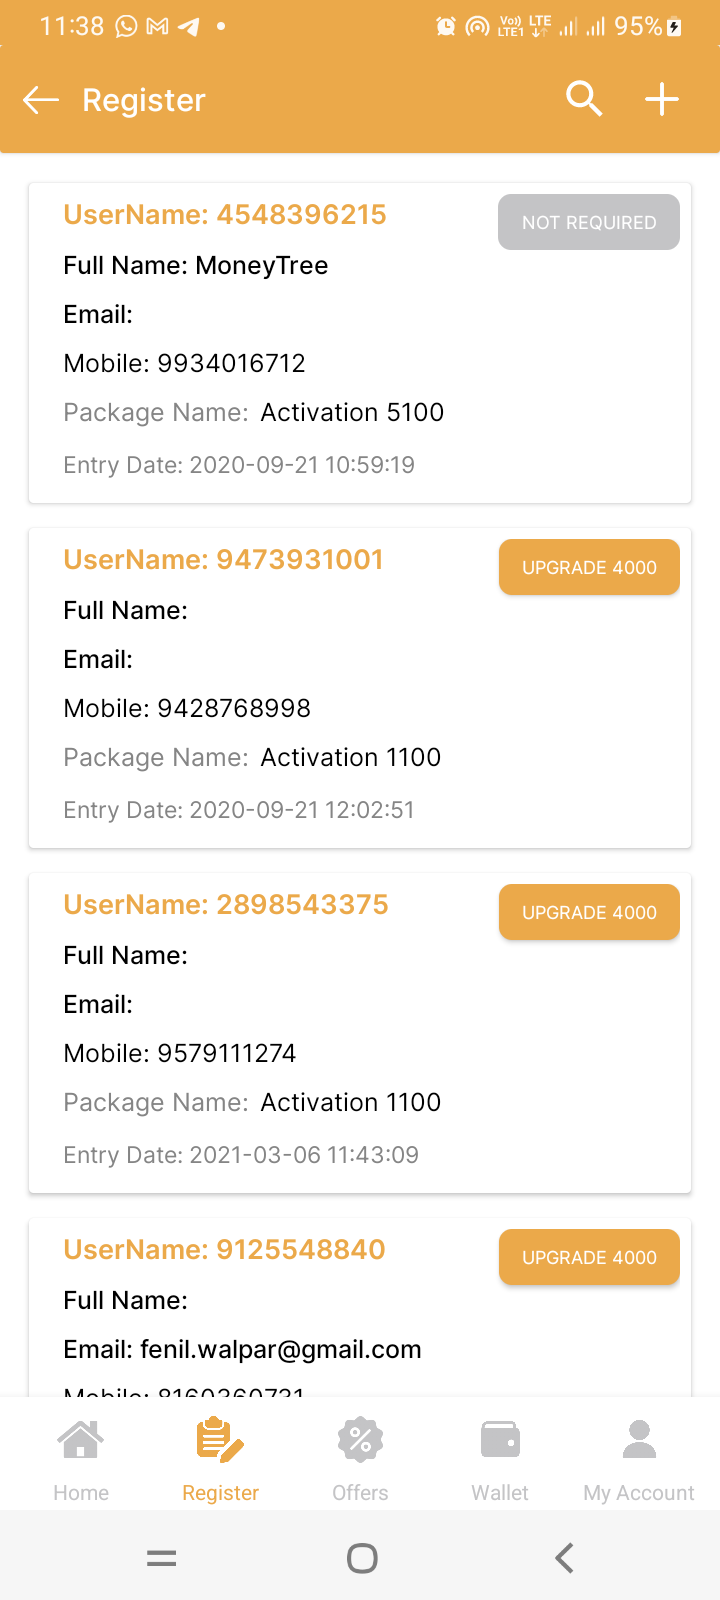 11:38
Vo) LTE
LTE1
95%
Register
UserName: 4548396215
NOT REQUIRED
Full Name: MoneyTree
Email:
Mobile: 9934016712
Package Name: Activation 5100
Entry Date: 2020-09-21 10:59:19
UserName: 9473931001
UPGRADE 4000
Full Name:
Email:
Mobile: 9428768998
Package Name: Activation 1100
Entry Date: 2020-09-21 12:02:51
UserName: 2898543375
UPGRADE 4000
Full Name:
Email:
Mobile: 9579111274
Package Name: Activation 1100
Entry Date: 2021-03-06 11:43:09
UserName: 9125548840
UPGRADE 4000
Full Name:
Email: fenil.walpar@gmail.com
Mobile: 8160360731
Home
Register
Offers
Wallet
My Account